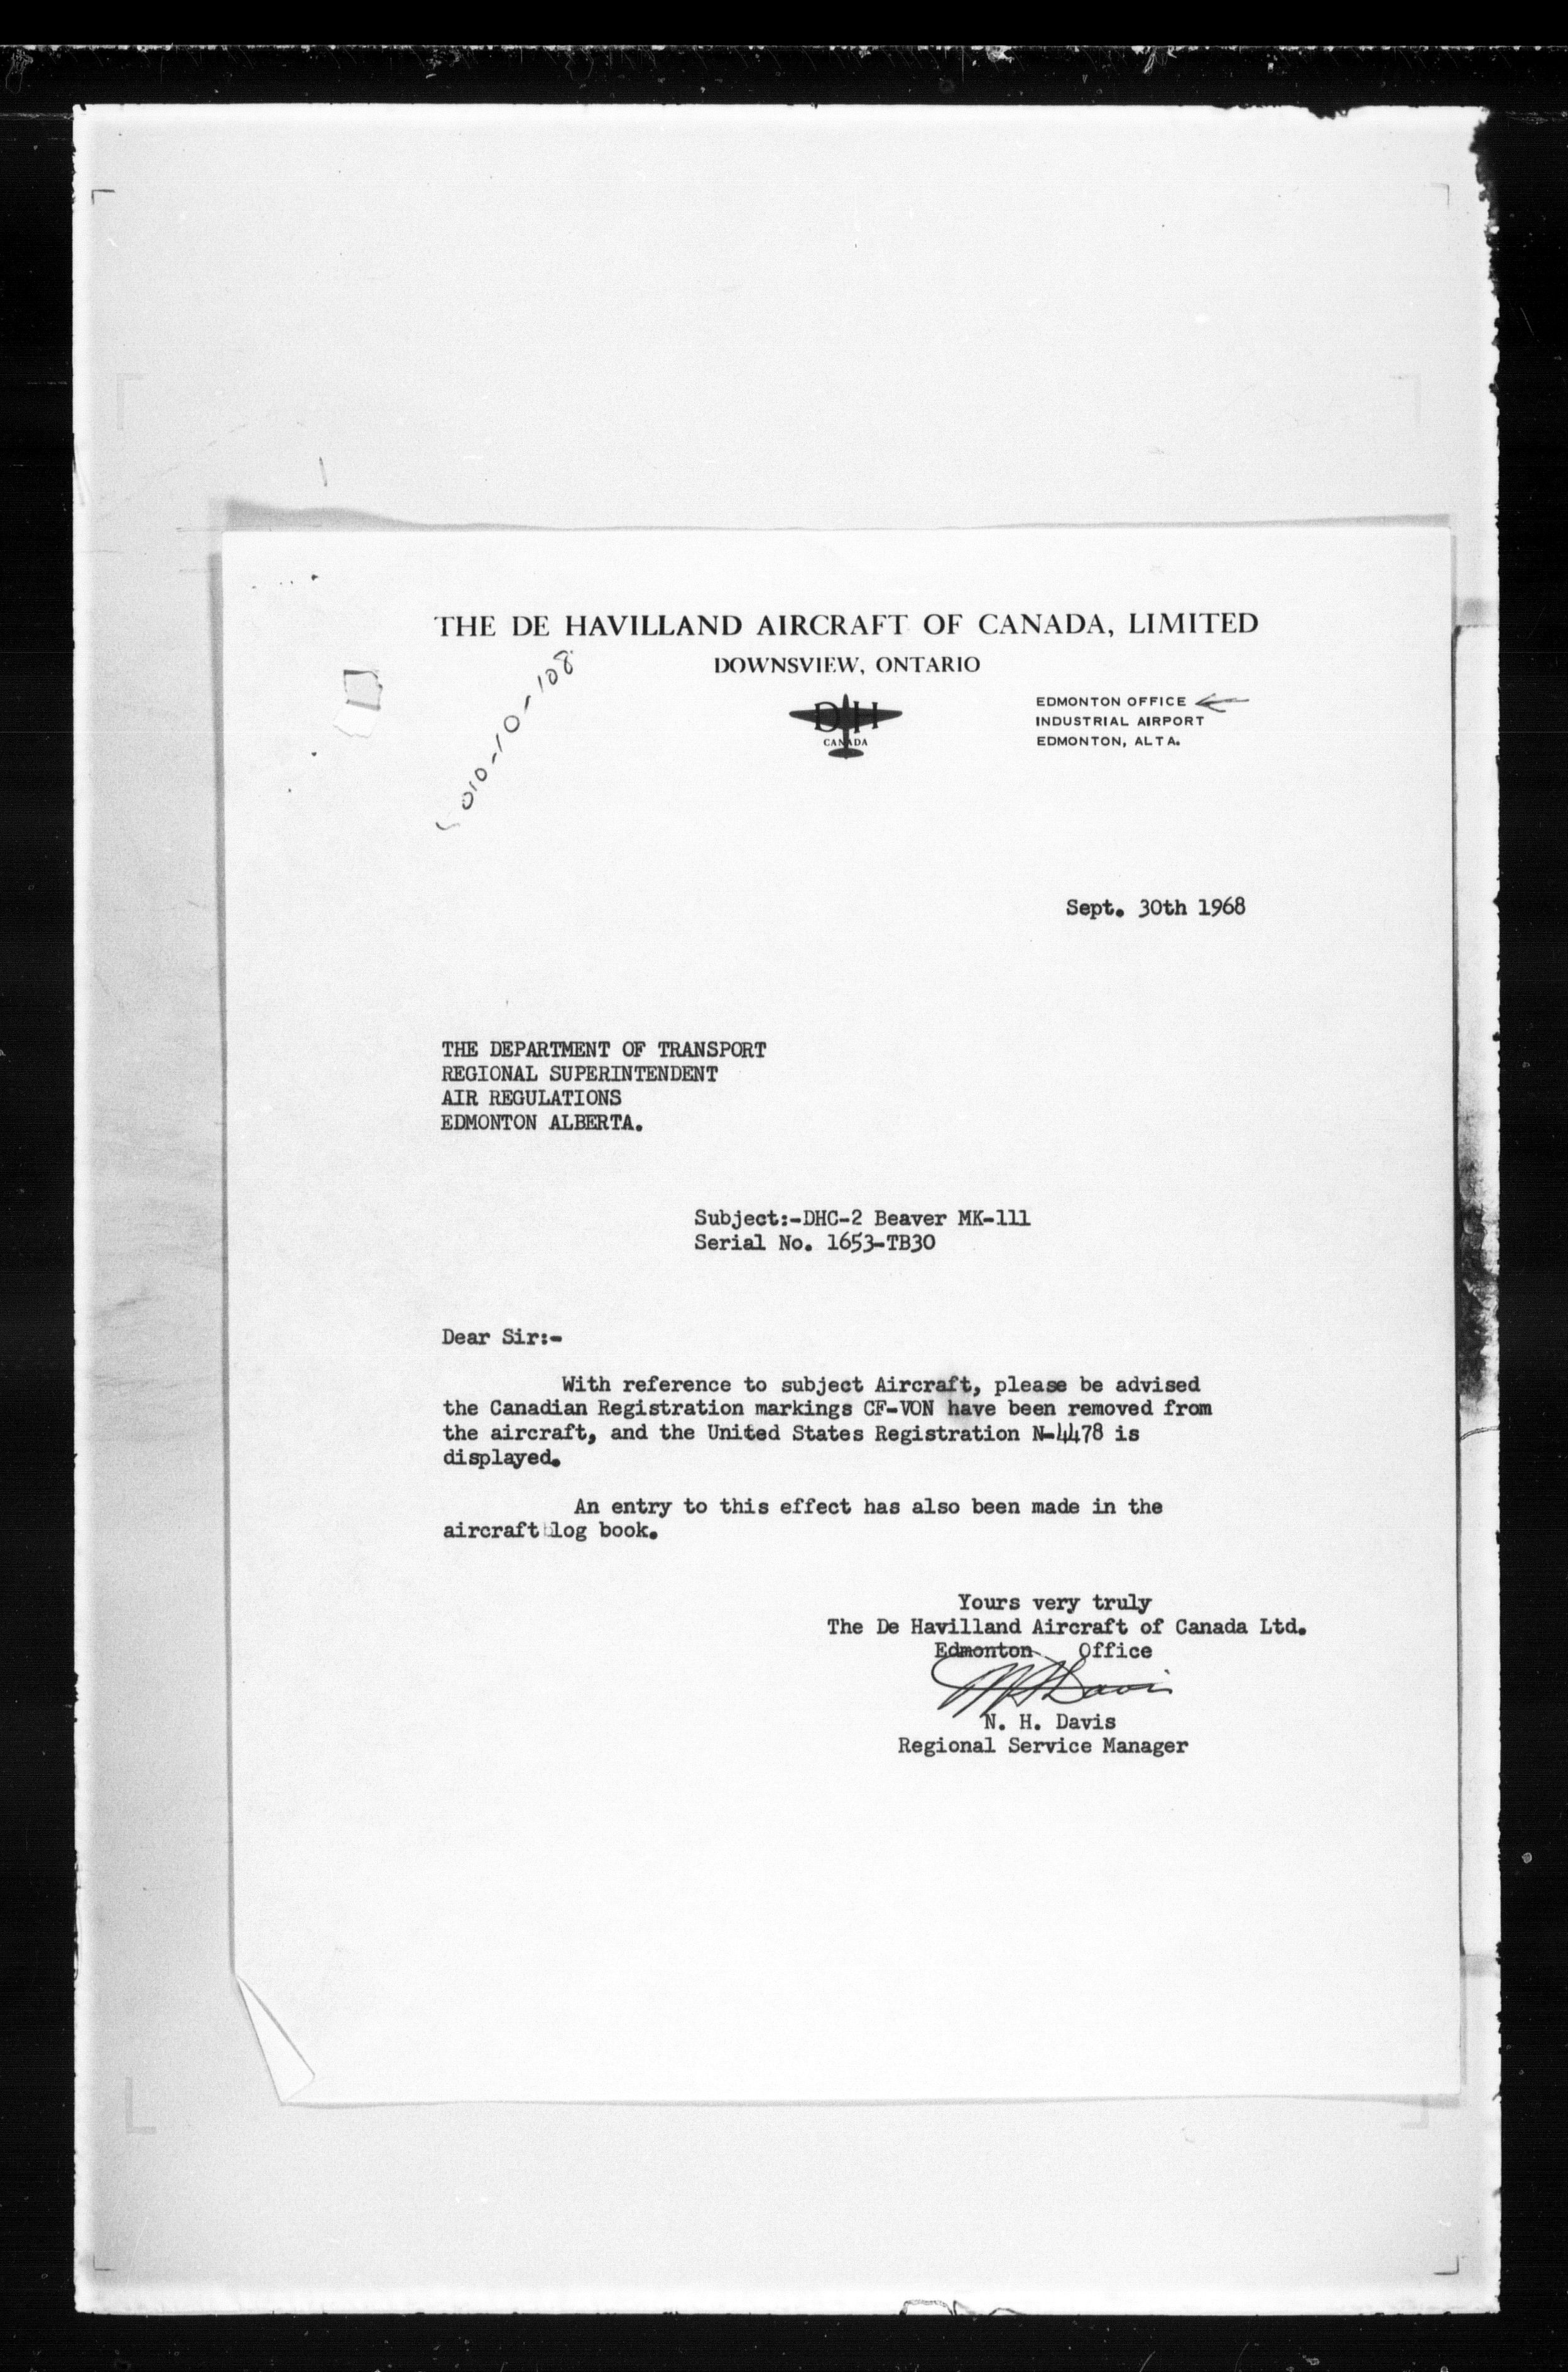 THE DE HAVILLAND AIRCRAFT OF CANADA, LIMITED
DOWNSVIEW, ONTARIO
010-10-108
DH
CANADA
EDMONTON OFFICE
INDUSTRIAL AIRPORT
EDMONTON, ALTA.
Sept. 30th 1968
THE DEPARTMENT OF TRANSPORT
REGIONAL SUPERINTENDENT
AIR REGULATIONS
EDMONTON ALBERTA.
Subject:-DHC-2 Beaver MK-111
Serial No. 1653-TB30
Dear Sir:-
With reference to subject Aircraft, please be advised
the Canadian Registration markings CF-VON have been removed from
the aircraft, and the United States Registration N-4478 is
displayed.
An entry to this effect has also been made in the
aircraft log book.
Yours very truly
The De Havilland Aircraft of Canada Ltd.
Edmonton Office
N H Davis
N. H. Davis
Regional Service Manager